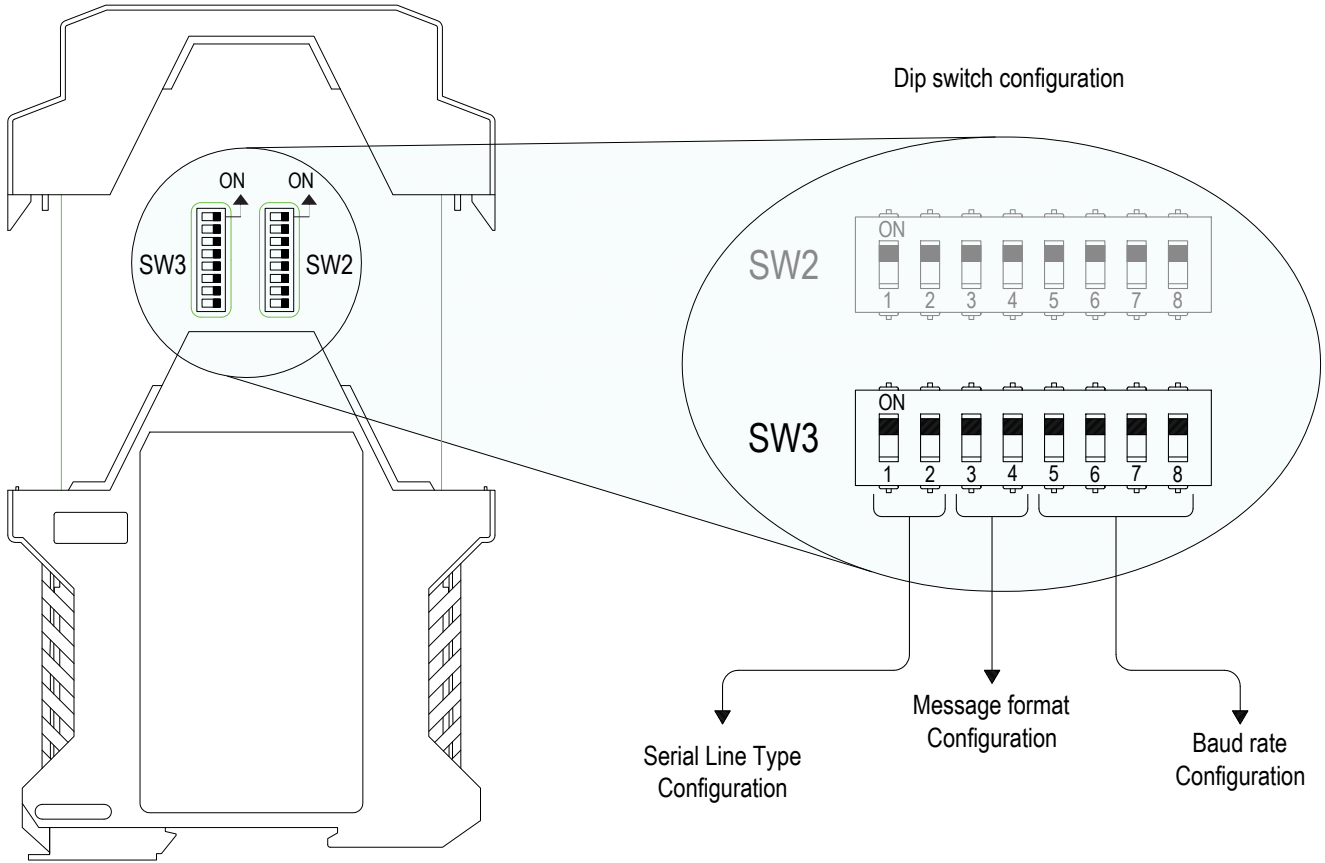 Dip switch configuration
ON ON
SW3 SW2
SW2
ON
1 2 3 4 5 6 7 8
SW3
ON
1 2 3 4 5 6 7 8
Serial Line Type
Configuration
Message format
Configuration
Baud rate
Configuration